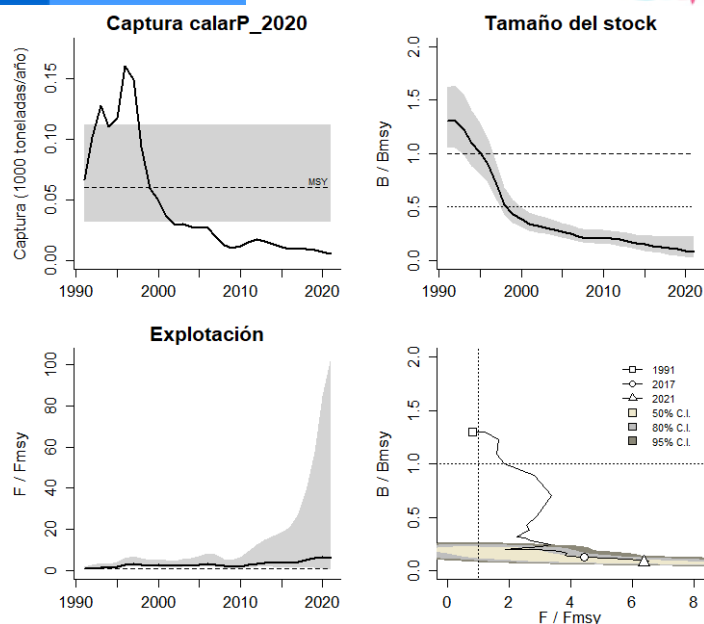 Captura calarP_2020
Captura (1000 toneladas/año)
0.00 0.05 0.10 0.15
MSY
1990 2000 2010 2020
Tamaño del stock
B / Bmsy
0.0 0.5 1.0 1.5 2.0
1990 2000 2010 2020
Explotación
F / Fmsy
0 20 40 60 80 100
1990 2000 2010 2020
B / Bmsy
0.0 0.5 1.0 1.5 2.0
1991
2017
2021
50% C.I.
80% C.I.
95% C.I.
0 2 4 6 8
F / Fmsy